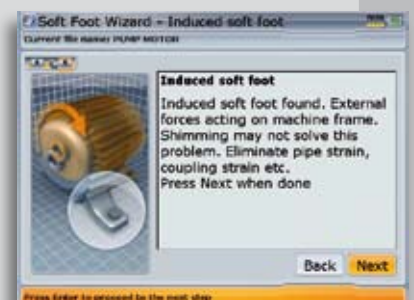 Soft Foot Wizard - Induced soft foot
Current file name: PUMP MOTOR
Induced soft foot
Induced soft foot found. External
forces acting on machine frame.
Shimming may not solve this
problem. Eliminate pipe strain,
coupling strain etc.
Press Next when done
Back Next
Press Enter to proceed to the next step